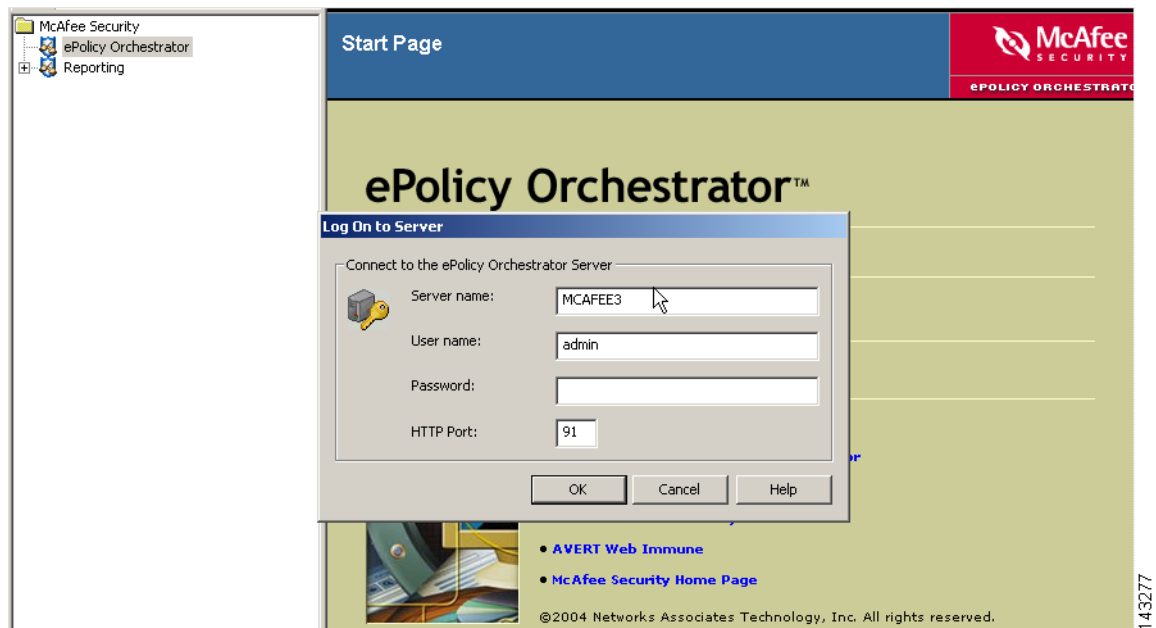 McAfee Security
ePolicy Orchestrator
Reporting
Start Page
McAfee
SECURITY
ePOLICY ORCHESTRATO
ePolicy Orchestrator™
Log On to Server
Connect to the ePolicy Orchestrator Server
Server name:
MCAFEE3
User name:
admin
Password:
HTTP Port:
91
OK
Cancel
Help
or
• AVERT Web Immune
• McAfee Security Home Page
©2004 Networks Associates Technology, Inc. All rights reserved.
143277